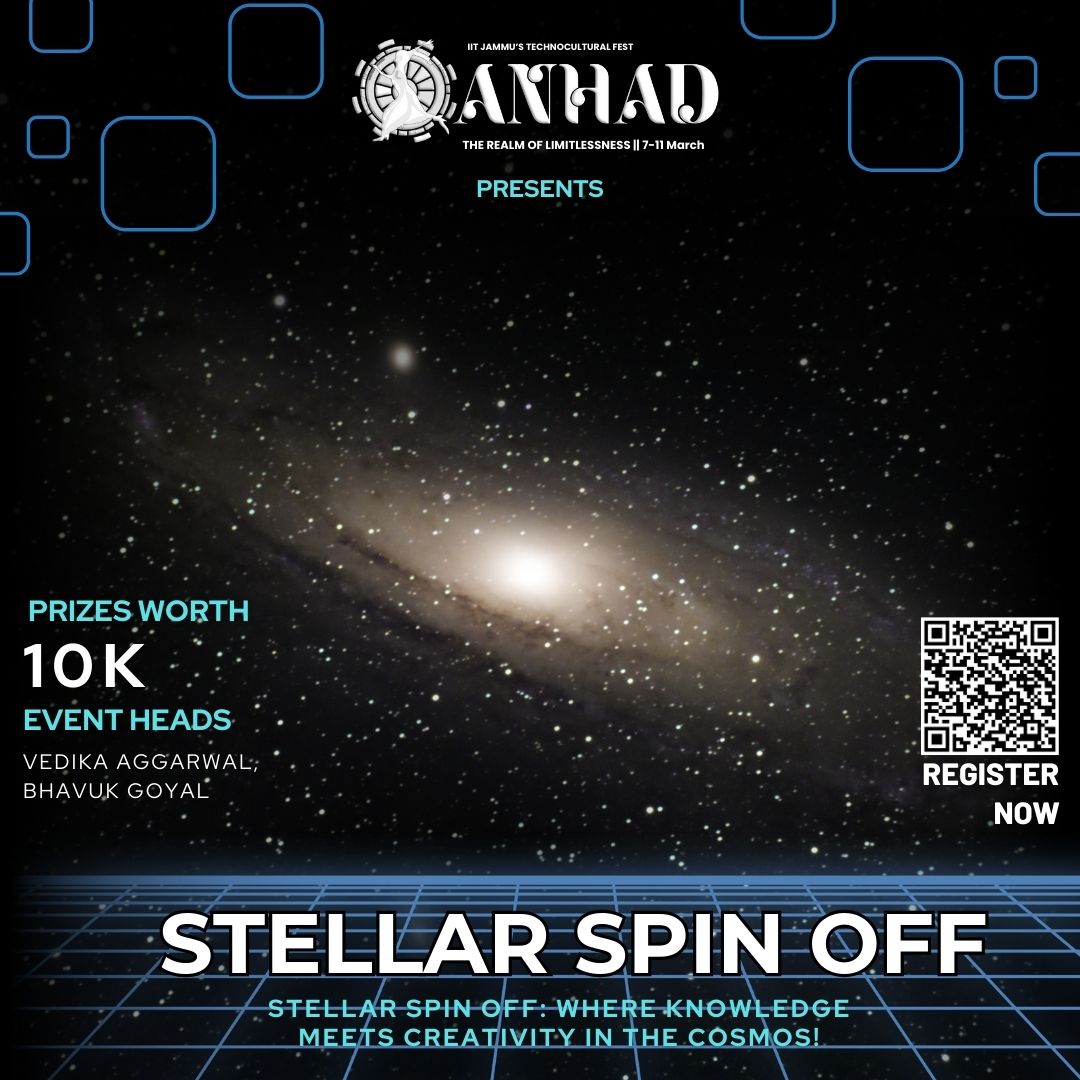 IIT JAMMU'S TECHNOCULTURAL FEST
ANHAD
THE REALM OF LIMITLESSNESS || 7-11 March
PRESENTS
PRIZES WORTH
10K
EVENT HEADS
VEDIKA AGGARWAL,
BHAVUK GOYAL
REGISTER
NOW
STELLAR SPIN OFF
STELLAR SPIN OFF: WHERE KNOWLEDGE
MEETS CREATIVITY IN THE COSMOS!